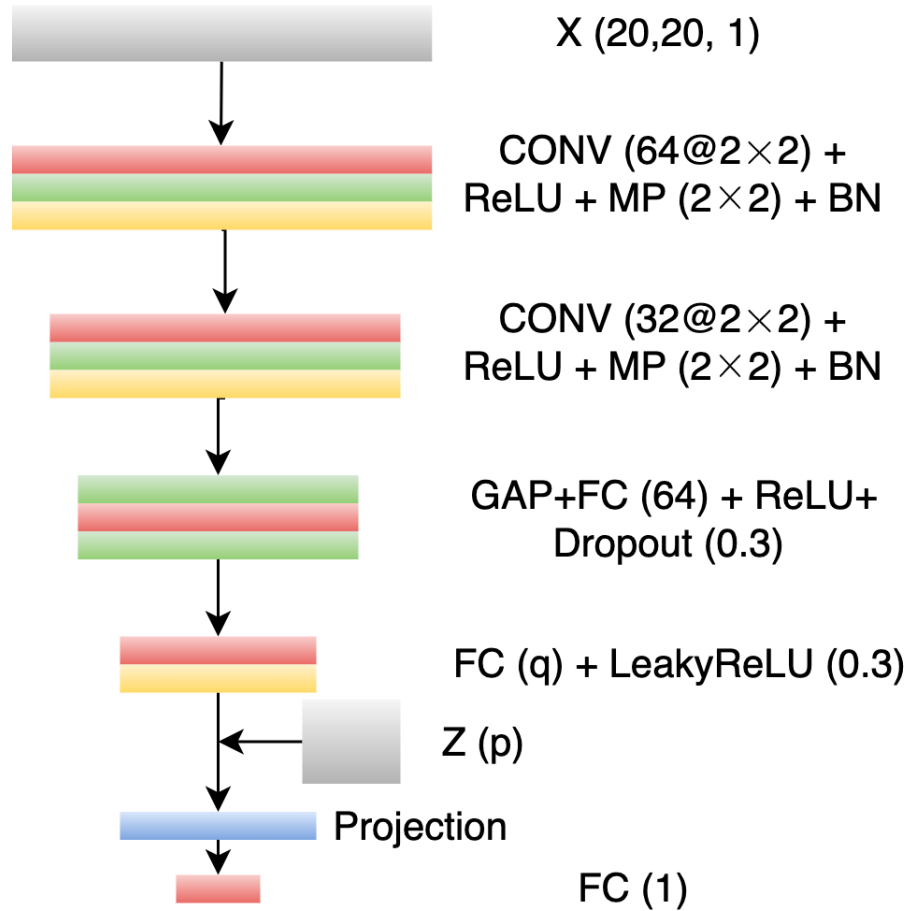 X (20,20, 1)
CONV (64@2×2) +
ReLU + MP (2×2) + BN
CONV (32@2×2) +
ReLU + MP (2×2) + BN
GAP+FC (64) + ReLU+
Dropout (0.3)
FC (q) + LeakyReLU (0.3)
Z (p)
Projection
FC (1)